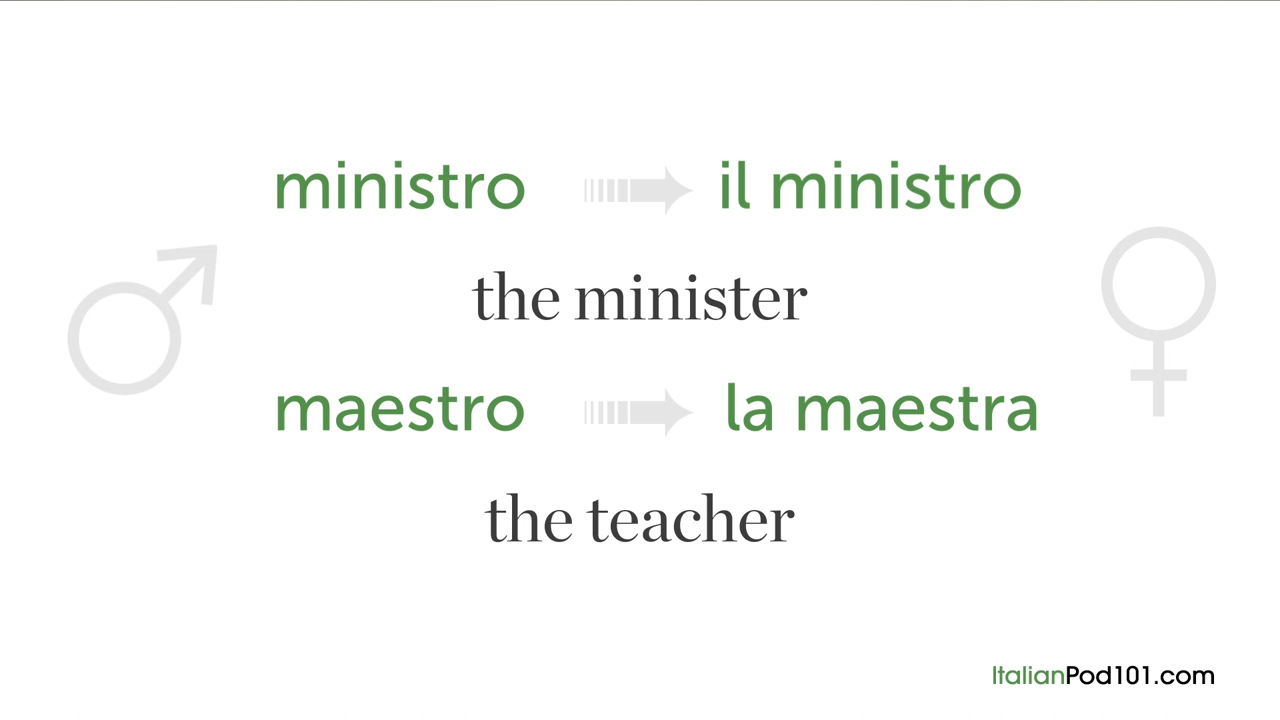 ministro il ministro
the minister
maestro la maestra
the teacher
ItalianPod101.com